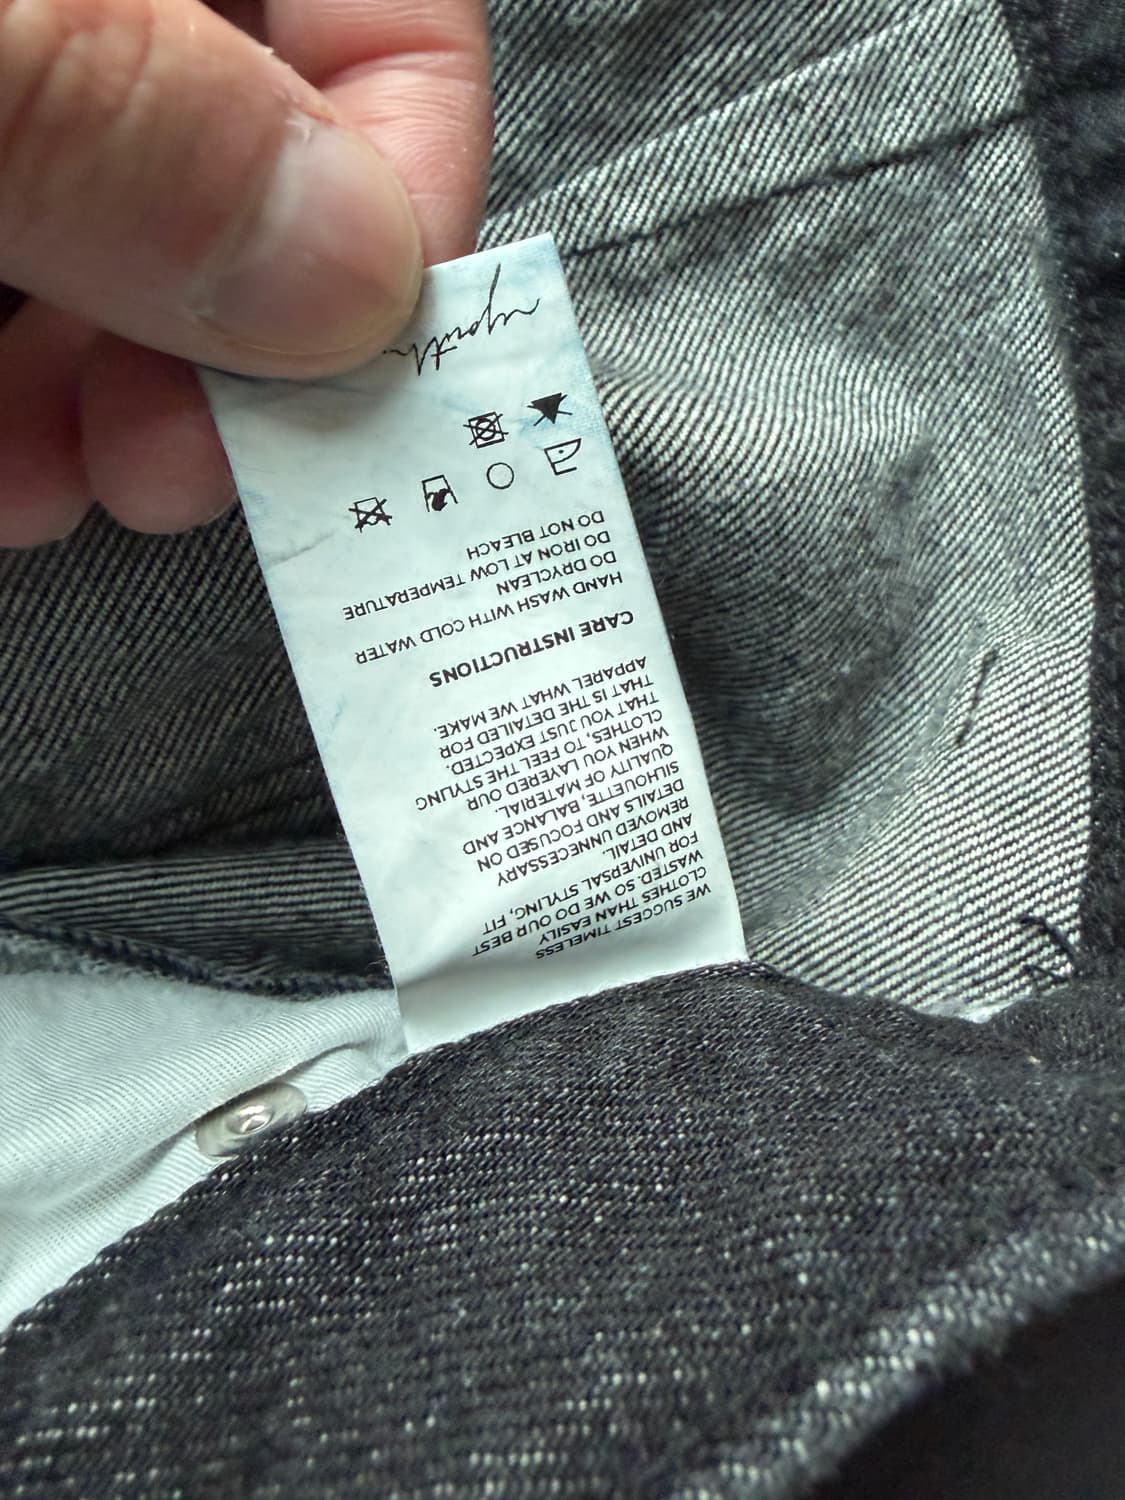 WE SUGGEST TIMELESS
CLOTHES THAN EASILY
WASTED. SO WE DO OUR BEST
FOR UNIVERSAL STYLING, FIT
AND DETAIL.
REMOVED UNNECESSARY
DETAILS AND FOCUSED ON
SILHOUETTE, BALANCE AND
QUALITY OF MATERIAL.
WHEN YOU LAYERED OUR
CLOTHES, TO FEEL THE STYLING
THAT YOU JUST EXPECTED.
THAT IS THE DETAILED FOR
APPAREL WHAT WE MAKE.
CARE INSTRUCTIONS
HAND WASH WITH COLD WATER
DO DRYCLEAN
DO IRON AT LOW TEMPERATURE
DO NOT BLEACH
youth.